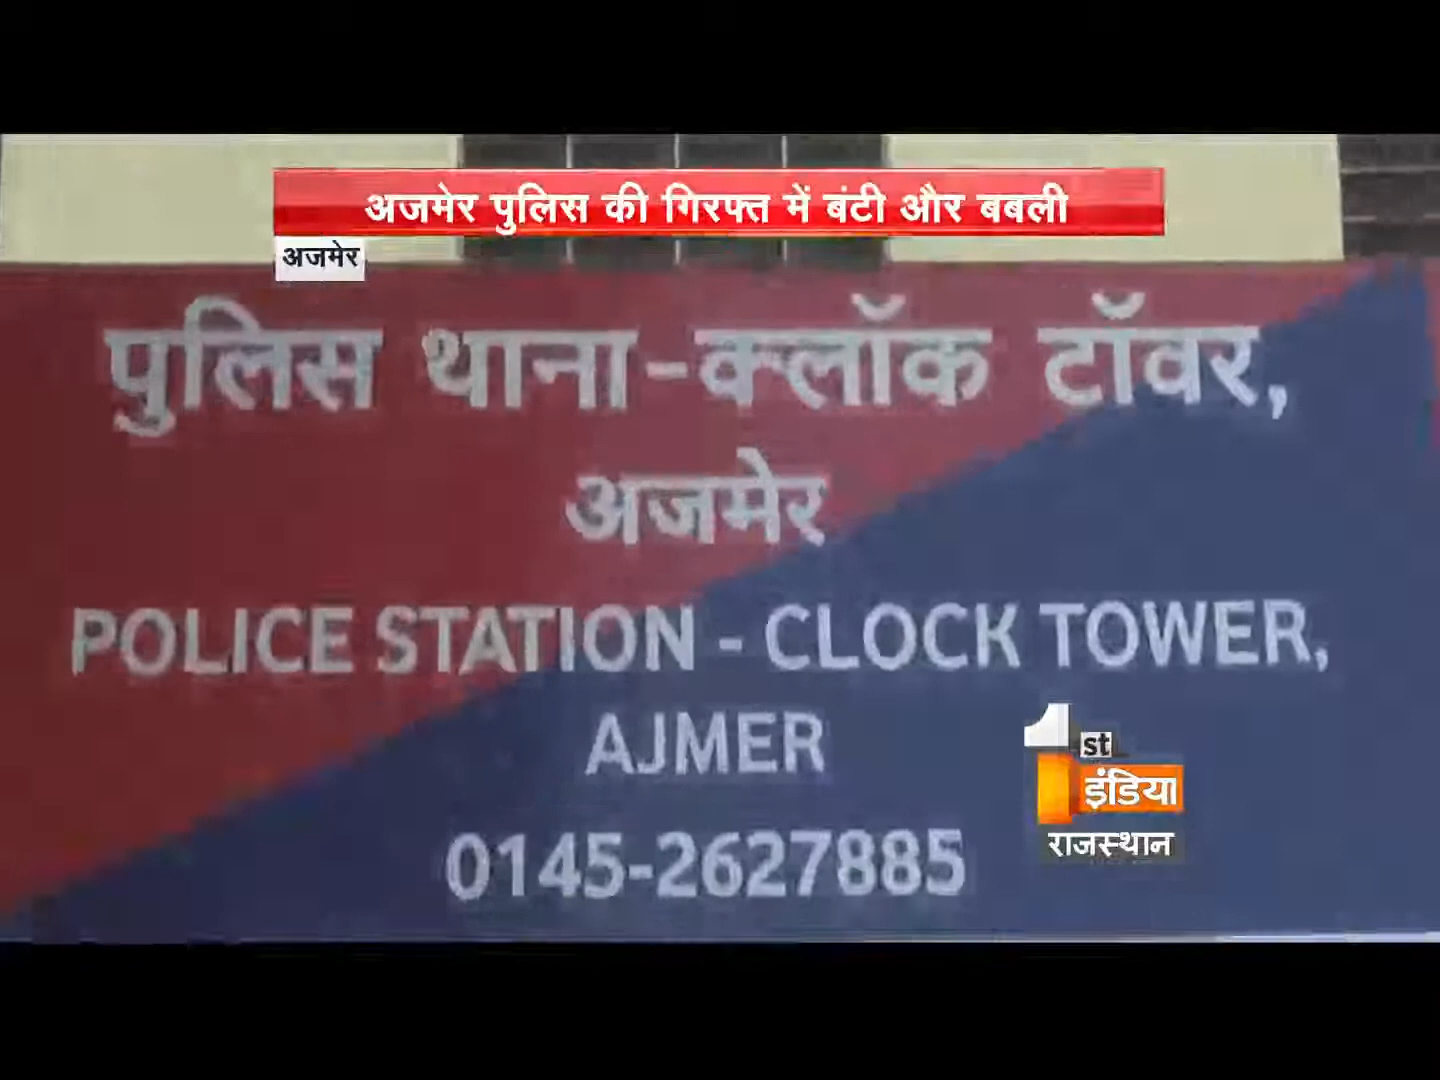 अजमेर पुलिस की गिरफ्त में बंटी और बबली
अजमेर
पुलिस थाना-क्लॉक टॉवर,
अजमेर
POLICE STATION - CLOCK TOWER,
AJMER
0145-2627885
1st
इंडिया
राजस्थान